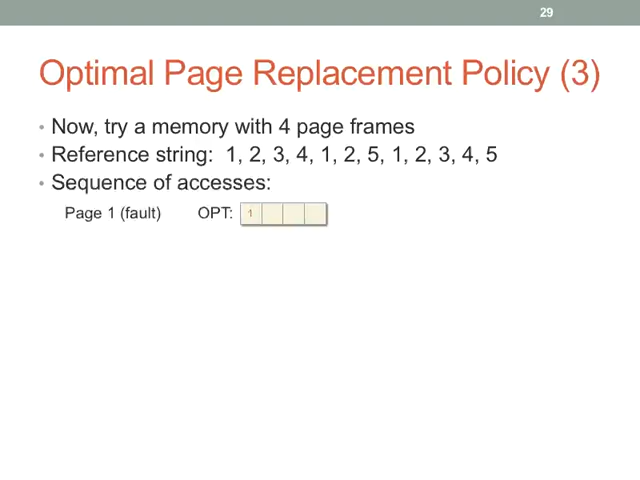 29
Optimal Page Replacement Policy (3)
• Now, try a memory with 4 page frames
• Reference string: 1, 2, 3, 4, 1, 2, 5, 1, 2, 3, 4, 5
• Sequence of accesses:
Page 1 (fault) OPT: 1